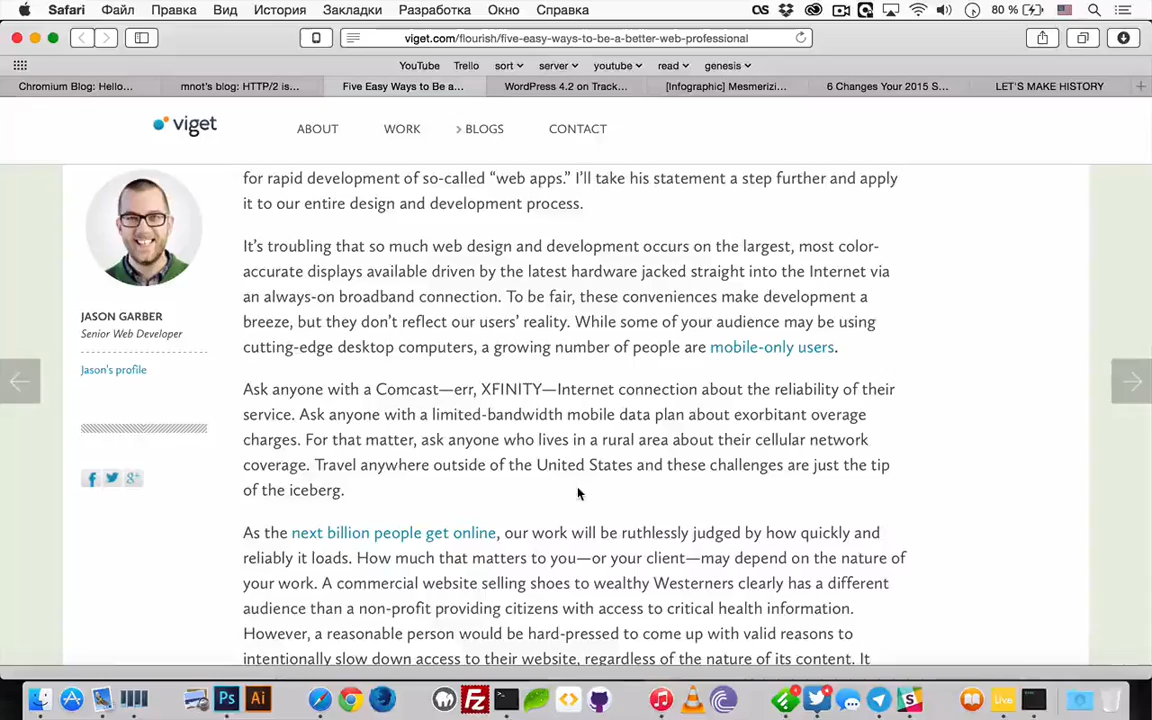 Safari Файл Правка Вид История Закладки Разработка Окно Справка 80 %
viget.com/flourish/five-easy-ways-to-be-a-better-web-professional
YouTube Trello sort server youtube read genesis
Chromium Blog: Hello... mnot's blog: HTTP/2 is... Five Easy Ways to Be a... WordPress 4.2 on Track... [Infographic] Mesmerizi... 6 Changes Your 2015 S... LET'S MAKE HISTORY
viget ABOUT WORK BLOGS CONTACT
JASON GARBER
Senior Web Developer
Jason's profile
for rapid development of so-called “web apps.” I’ll take his statement a step further and apply
it to our entire design and development process.
It’s troubling that so much web design and development occurs on the largest, most color-
accurate displays available driven by the latest hardware jacked straight into the Internet via
an always-on broadband connection. To be fair, these conveniences make development a
breeze, but they don’t reflect our users’ reality. While some of your audience may be using
cutting-edge desktop computers, a growing number of people are mobile-only users.
Ask anyone with a Comcast—err, XFINITY—Internet connection about the reliability of their
service. Ask anyone with a limited-bandwidth mobile data plan about exorbitant overage
charges. For that matter, ask anyone who lives in a rural area about their cellular network
coverage. Travel anywhere outside of the United States and these challenges are just the tip
of the iceberg.
As the next billion people get online, our work will be ruthlessly judged by how quickly and
reliably it loads. How much that matters to you—or your client—may depend on the nature of
your work. A commercial website selling shoes to wealthy Westerners clearly has a different
audience than a non-profit providing citizens with access to critical health information.
However, a reasonable person would be hard-pressed to come up with valid reasons to
intentionally slow down access to their website, regardless of the nature of its content. It
Ps Ai Fz Live